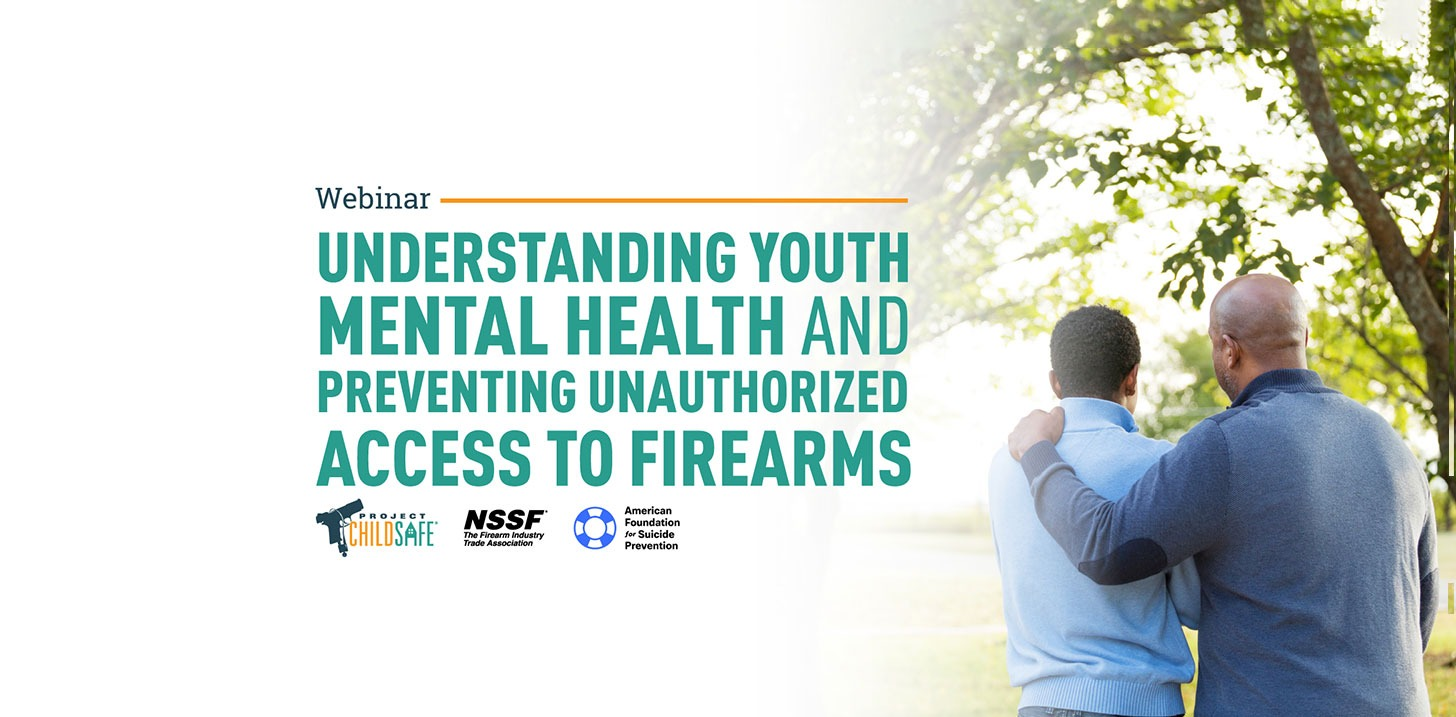 Webinar
UNDERSTANDING YOUTH
MENTAL HEALTH AND
PREVENTING UNAUTHORIZED
ACCESS TO FIREARMS
PROJECT
CHILDSAFE®
NSSF®
The Firearm Industry
Trade Association
American
Foundation
for Suicide
Prevention